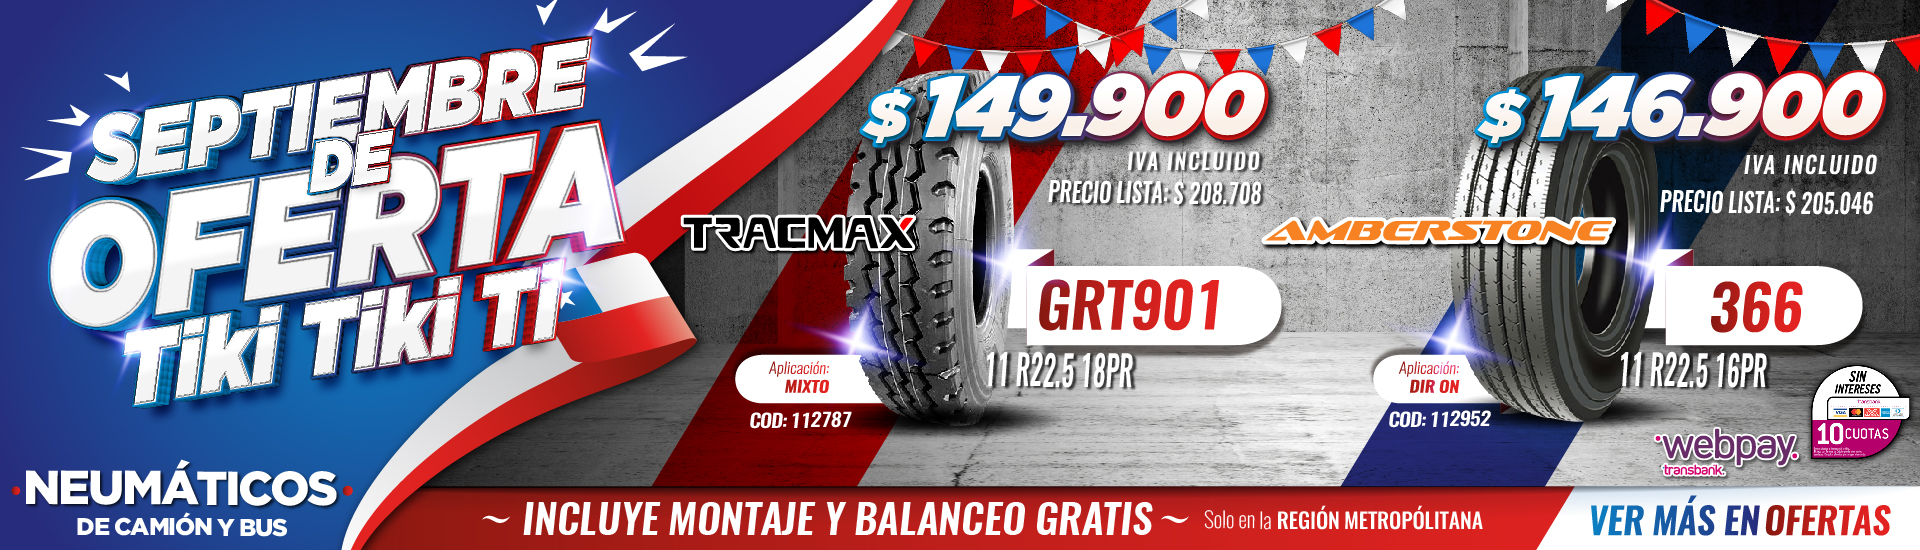 SEPTIEMBRE
DE
OFERTA
Tiki Tiki Ti
NEUMÁTICOS
DE CAMIÓN Y BUS
$149.900
IVA INCLUIDO
PRECIO LISTA: $ 208.708
TRACMAX
GRT901
11 R22.5 18PR
Aplicación:
MIXTO
COD: 112787
$146.900
IVA INCLUIDO
PRECIO LISTA: $ 205.046
AMBERSTONE
366
11 R22.5 16PR
Aplicación:
DIR ON
COD: 112952
SIN
INTERESES
transbank
VISA
10 CUOTAS
webpay.
transbank.
~ INCLUYE MONTAJE Y BALANCEO GRATIS ~ Solo en la REGIÓN METROPÓLITANA
VER MÁS EN OFERTAS